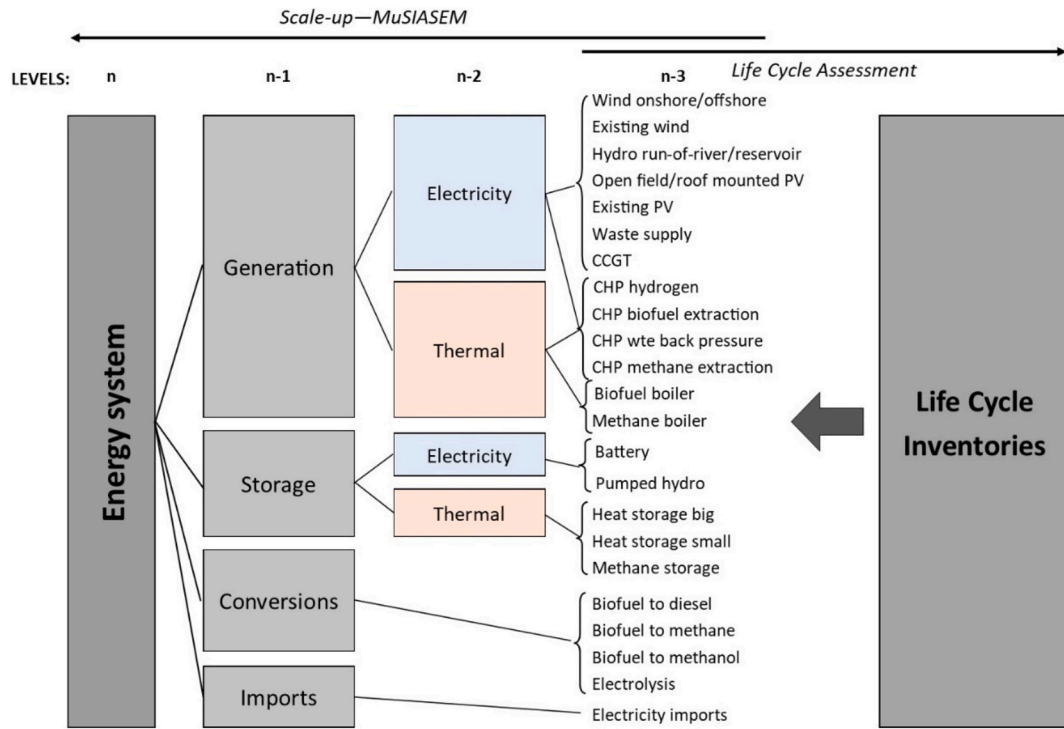 Scale-up—MuSIASEM
Life Cycle Assessment
LEVELS: n n-1 n-2 n-3
Energy system
Generation
Storage
Conversions
Imports
Electricity
Thermal
Electricity
Thermal
Wind onshore/offshore
Existing wind
Hydro run-of-river/reservoir
Open field/roof mounted PV
Existing PV
Waste supply
CCGT
CHP hydrogen
CHP biofuel extraction
CHP wte back pressure
CHP methane extraction
Biofuel boiler
Methane boiler
Battery
Pumped hydro
Heat storage big
Heat storage small
Methane storage
Biofuel to diesel
Biofuel to methane
Biofuel to methanol
Electrolysis
Electricity imports
Life Cycle
Inventories